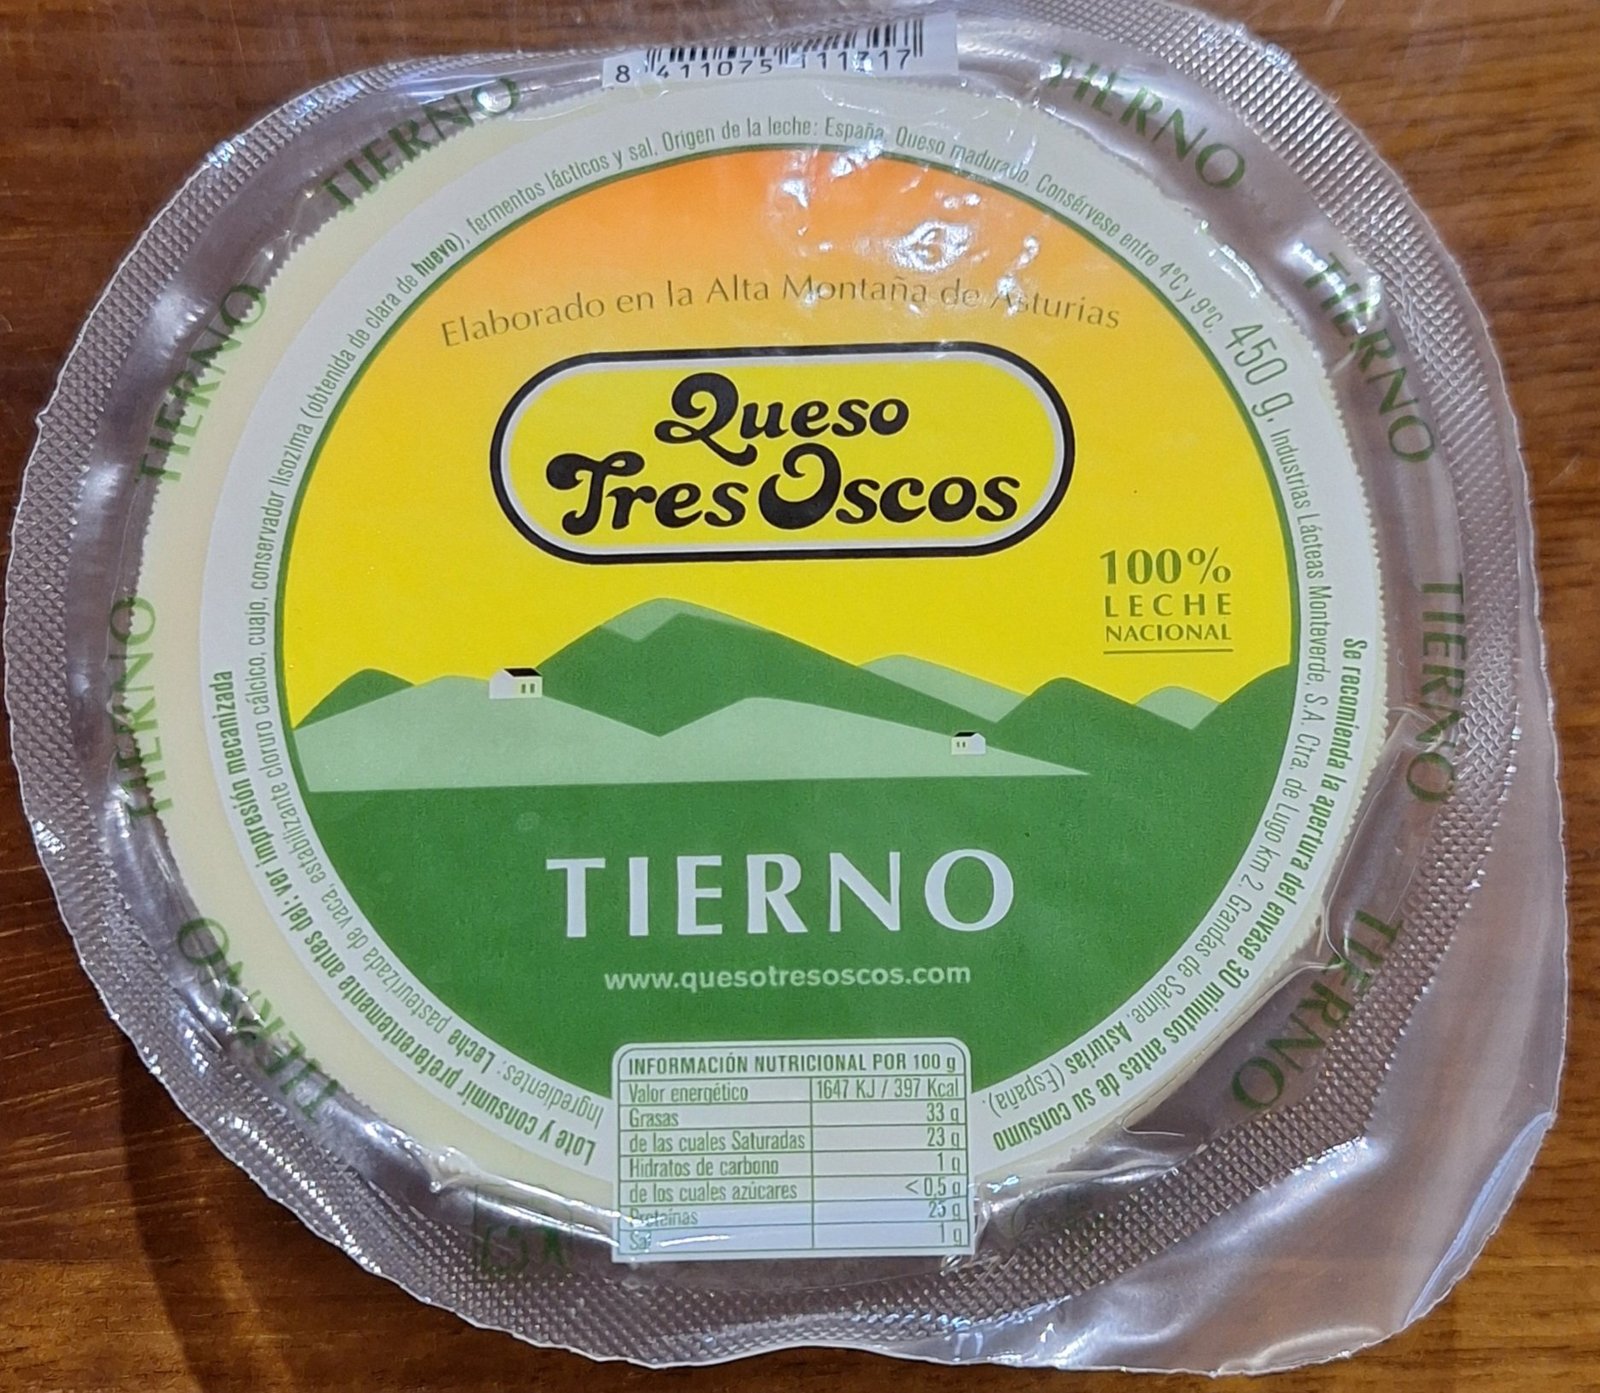 8 411075 111317
TIERNO
TIERNO
TIERNO
TIERNO
TIERNO
TIERNO
TIERNO
TIERNO
TIERNO
Lote y consumir preferentemente antes del: ver impresión mecanizada
Ingredientes: Leche pasteurizada de vaca, estabilizante cloruro cálcico, cuajo, conservador lisozima (obtenida de clara de huevo), fermentos lácticos y sal. Origen de la leche: España. Queso madurado. Consérvese entre 4ºC y 9ºC. 450 g. Industrias Lácteas Monteverde, S.A. Ctra. de Lugo km 2. Grandas de Salime. Asturias (España).
Se recomienda la apertura del envase 30 minutos antes de su consumo
Elaborado en la Alta Montaña de Asturias
Queso
Tres Oscos
100%
LECHE
NACIONAL
TIERNO
www.quesotresoscos.com
INFORMACIÓN NUTRICIONAL POR 100 g
Valor energético 1647 KJ / 397 Kcal
Grasas 33 g
de las cuales Saturadas 23 g
Hidratos de carbono 1 g
de los cuales azúcares <0,5 g
Proteínas 25 g
Sal 1 g